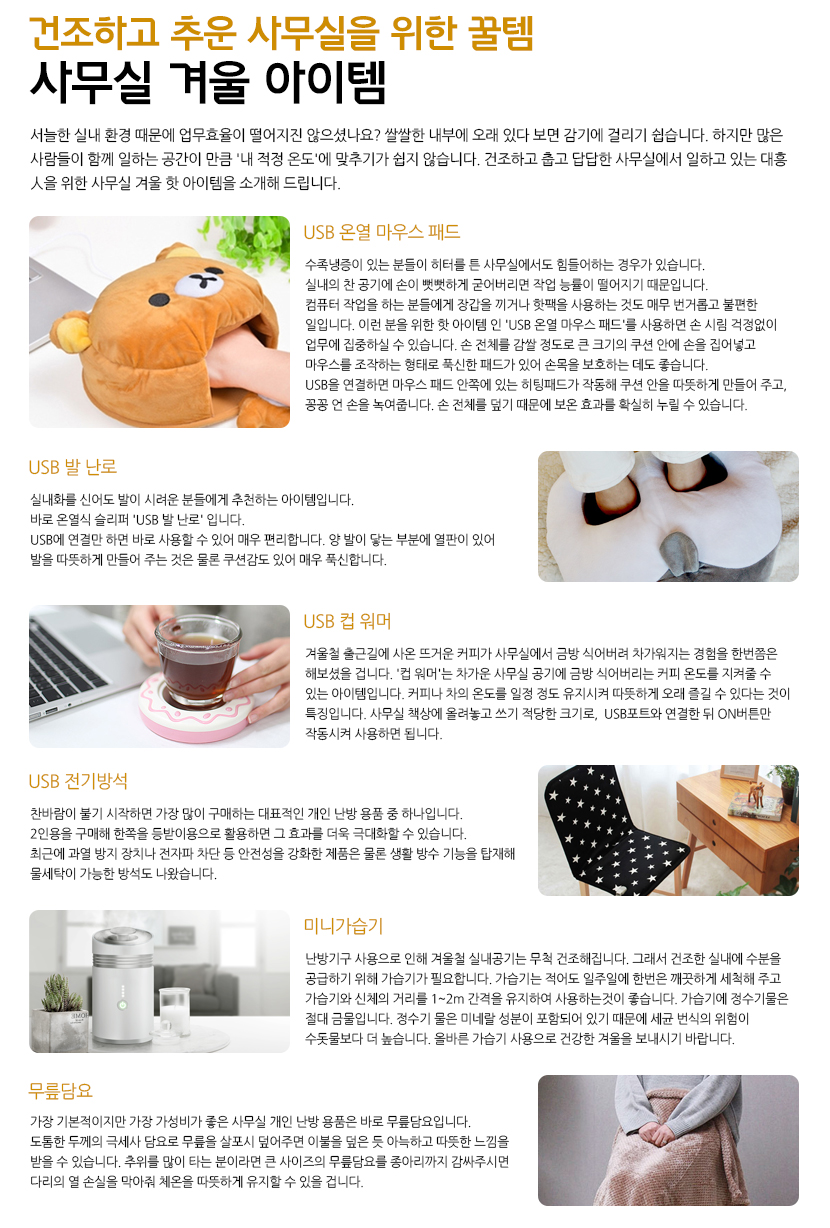 건조하고 추운 사무실을 위한 꿀템
사무실 겨울 아이템
서늘한 실내 환경 때문에 업무효율이 떨어지진 않으셨나요? 쌀쌀한 내부에 오래 있다 보면 감기에 걸리기 쉽습니다. 하지만 많은
사람들이 함께 일하는 공간이 만큼 '내 적정 온도'에 맞추기가 쉽지 않습니다. 건조하고 춥고 답답한 사무실에서 일하고 있는 대흥
人을 위한 사무실 겨울 핫 아이템을 소개해 드립니다.
USB 온열 마우스 패드
수족냉증이 있는 분들이 히터를 튼 사무실에서도 힘들어하는 경우가 있습니다.
실내의 찬 공기에 손이 뻣뻣하게 굳어버리면 작업 능률이 떨어지기 때문입니다.
컴퓨터 작업을 하는 분들에게 장갑을 끼거나 핫팩을 사용하는 것도 매무 번거롭고 불편한
일입니다. 이런 분을 위한 핫 아이템 인 'USB 온열 마우스 패드'를 사용하면 손 시림 걱정없이
업무에 집중하실 수 있습니다. 손 전체를 감쌀 정도로 큰 크기의 쿠션 안에 손을 집어넣고
마우스를 조작하는 형태로 푹신한 패드가 있어 손목을 보호하는 데도 좋습니다.
USB을 연결하면 마우스 패드 안쪽에 있는 히팅패드가 작동해 쿠션 안을 따뜻하게 만들어 주고,
꽁꽁 언 손을 녹여줍니다. 손 전체를 덮기 때문에 보온 효과를 확실히 누릴 수 있습니다.
USB 발 난로
실내화를 신어도 발이 시려운 분들에게 추천하는 아이템입니다.
바로 온열식 슬리퍼 'USB 발 난로' 입니다.
USB에 연결만 하면 바로 사용할 수 있어 매우 편리합니다. 양 발이 닿는 부분에 열판이 있어
발을 따뜻하게 만들어 주는 것은 물론 쿠션감도 있어 매우 푹신합니다.
USB 컵 워머
겨울철 출근길에 사온 뜨거운 커피가 사무실에서 금방 식어버려 차가워지는 경험을 한번쯤은
해보셨을 겁니다. '컵 워머'는 차가운 사무실 공기에 금방 식어버리는 커피 온도를 지켜줄 수
있는 아이템입니다. 커피나 차의 온도를 일정 정도 유지시켜 따뜻하게 오래 즐길 수 있다는 것이
특징입니다. 사무실 책상에 올려놓고 쓰기 적당한 크기로, USB포트와 연결한 뒤 ON버튼만
작동시켜 사용하면 됩니다.
USB 전기방석
찬바람이 불기 시작하면 가장 많이 구매하는 대표적인 개인 난방 용품 중 하나입니다.
2인용을 구매해 한쪽을 등받이용으로 활용하면 그 효과를 더욱 극대화할 수 있습니다.
최근에 과열 방지 장치나 전자파 차단 등 안전성을 강화한 제품은 물론 생활 방수 기능을 탑재해
물세탁이 가능한 방석도 나왔습니다.
미니가습기
난방기구 사용으로 인해 겨울철 실내공기는 무척 건조해집니다. 그래서 건조한 실내에 수분을
공급하기 위해 가습기가 필요합니다. 가습기는 적어도 일주일에 한번은 깨끗하게 세척해 주고
가습기와 신체의 거리를 1~2m 간격을 유지하여 사용하는것이 좋습니다. 가습기에 정수기물은
절대 금물입니다. 정수기 물은 미네랄 성분이 포함되어 있기 때문에 세균 번식의 위험이
수돗물보다 더 높습니다. 올바른 가습기 사용으로 건강한 겨울을 보내시기 바랍니다.
무릎담요
가장 기본적이지만 가장 가성비가 좋은 사무실 개인 난방 용품은 바로 무릎담요입니다.
도톰한 두께의 극세사 담요로 무릎을 살포시 덮어주면 이불을 덮은 듯 아늑하고 따뜻한 느낌을
받을 수 있습니다. 추위를 많이 타는 분이라면 큰 사이즈의 무릎담요를 종아리까지 감싸주시면
다리의 열 손실을 막아줘 체온을 따뜻하게 유지할 수 있을 겁니다.